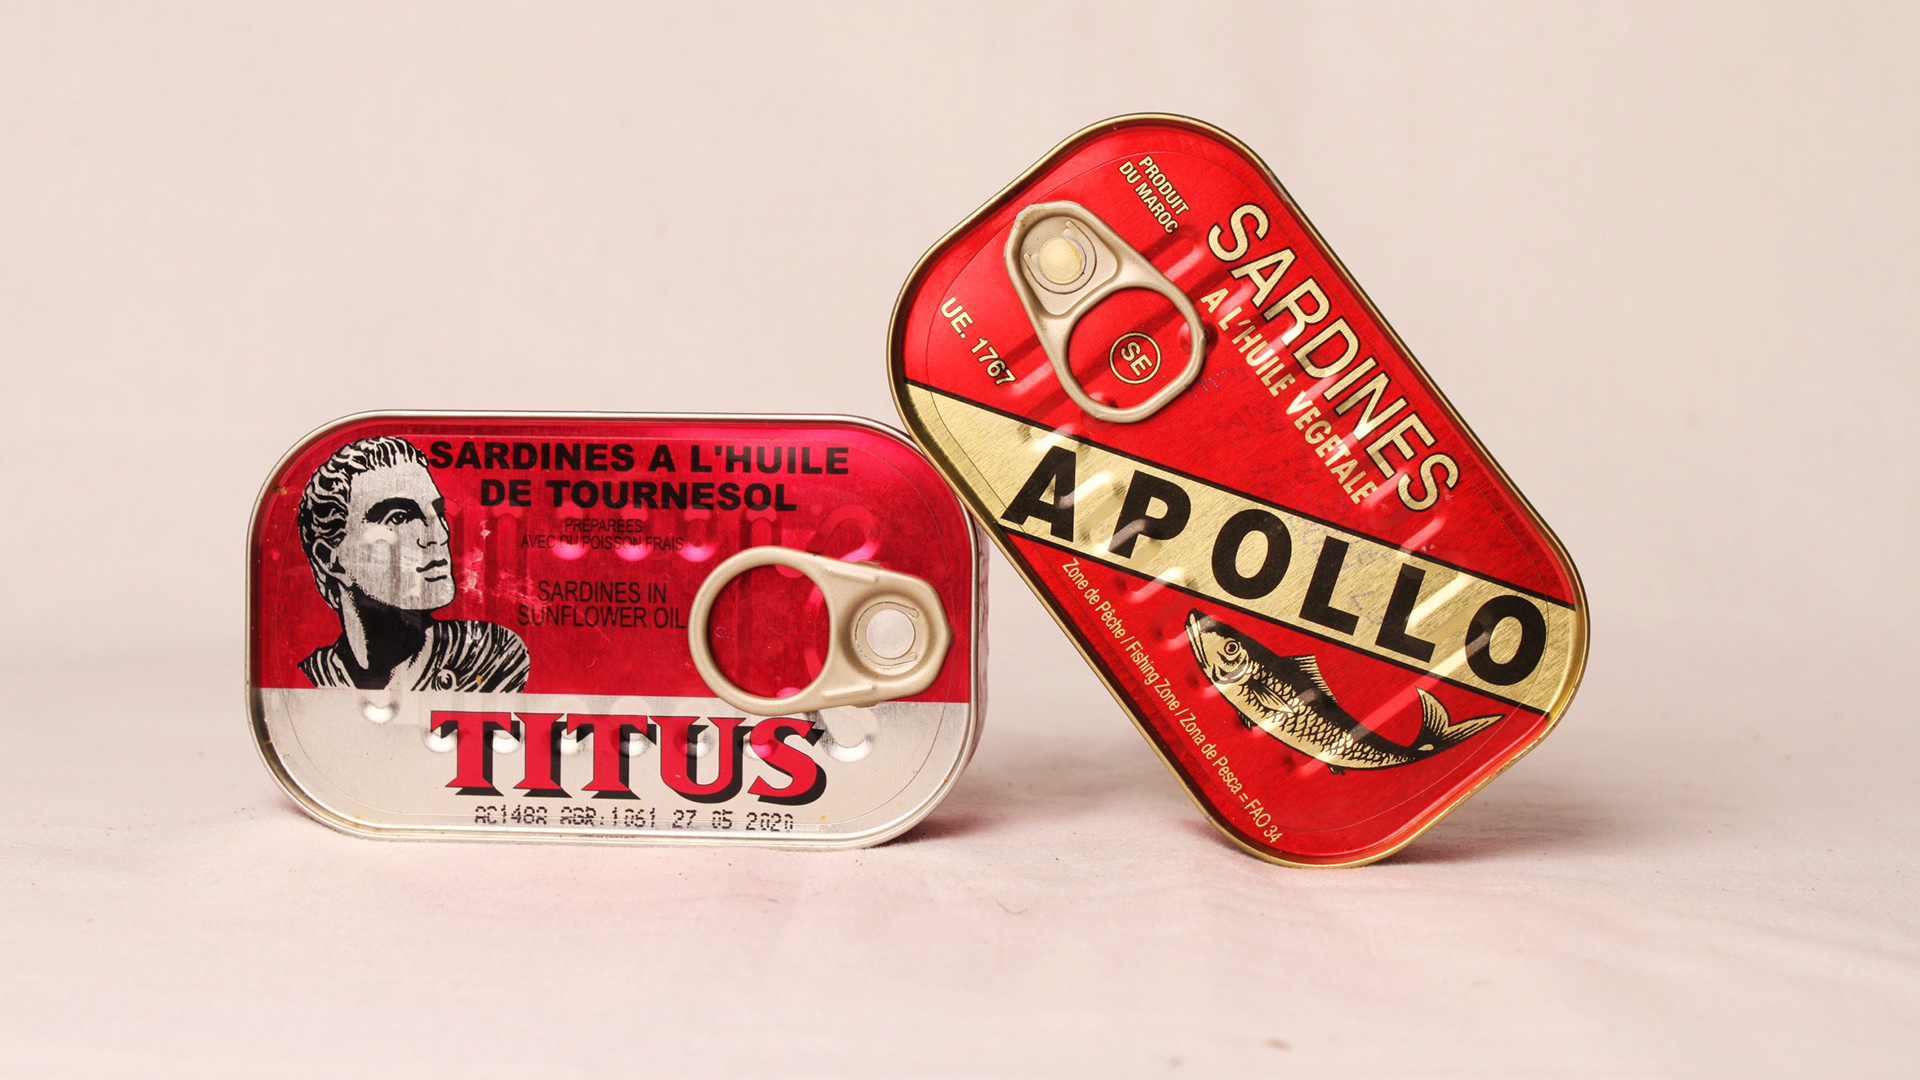 SARDINES A L'HUILE
DE TOURNESOL
PRÉPARÉES
AVEC DU POISSON FRAIS
SARDINES IN
SUNFLOWER OIL
TITUS
AC148A AGR:1061 27 05 2020
PRODUIT
DU MAROC
SARDINES
A L'HUILE VEGETALE
UE. 1767
SE
APOLLO
Zone de Pêche / Fishing Zone / Zona de Pesca = FAO 34